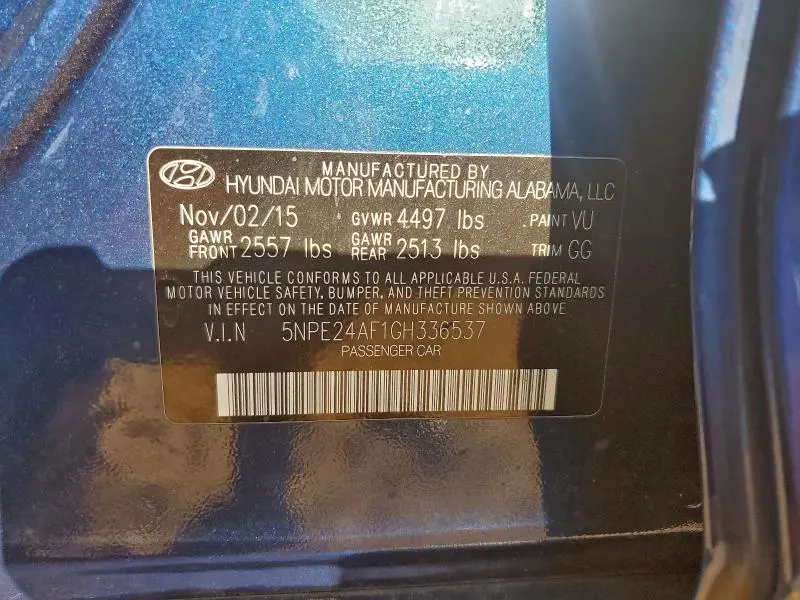 MANUFACTURED BY
HYUNDAI MOTOR MANUFACTURING ALABAMA, LLC
Nov/02/15 GVWR 4497 lbs PAINT VU
GAWR FRONT 2557 lbs GAWR REAR 2513 lbs TRIM GG
THIS VEHICLE CONFORMS TO ALL APPLICABLE U.S.A. FEDERAL
MOTOR VEHICLE SAFETY, BUMPER, AND THEFT PREVENTION STANDARDS
IN EFFECT ON THE DATE OF MANUFACTURE SHOWN ABOVE
V.I.N 5NPE24AF1GH336537
PASSENGER CAR